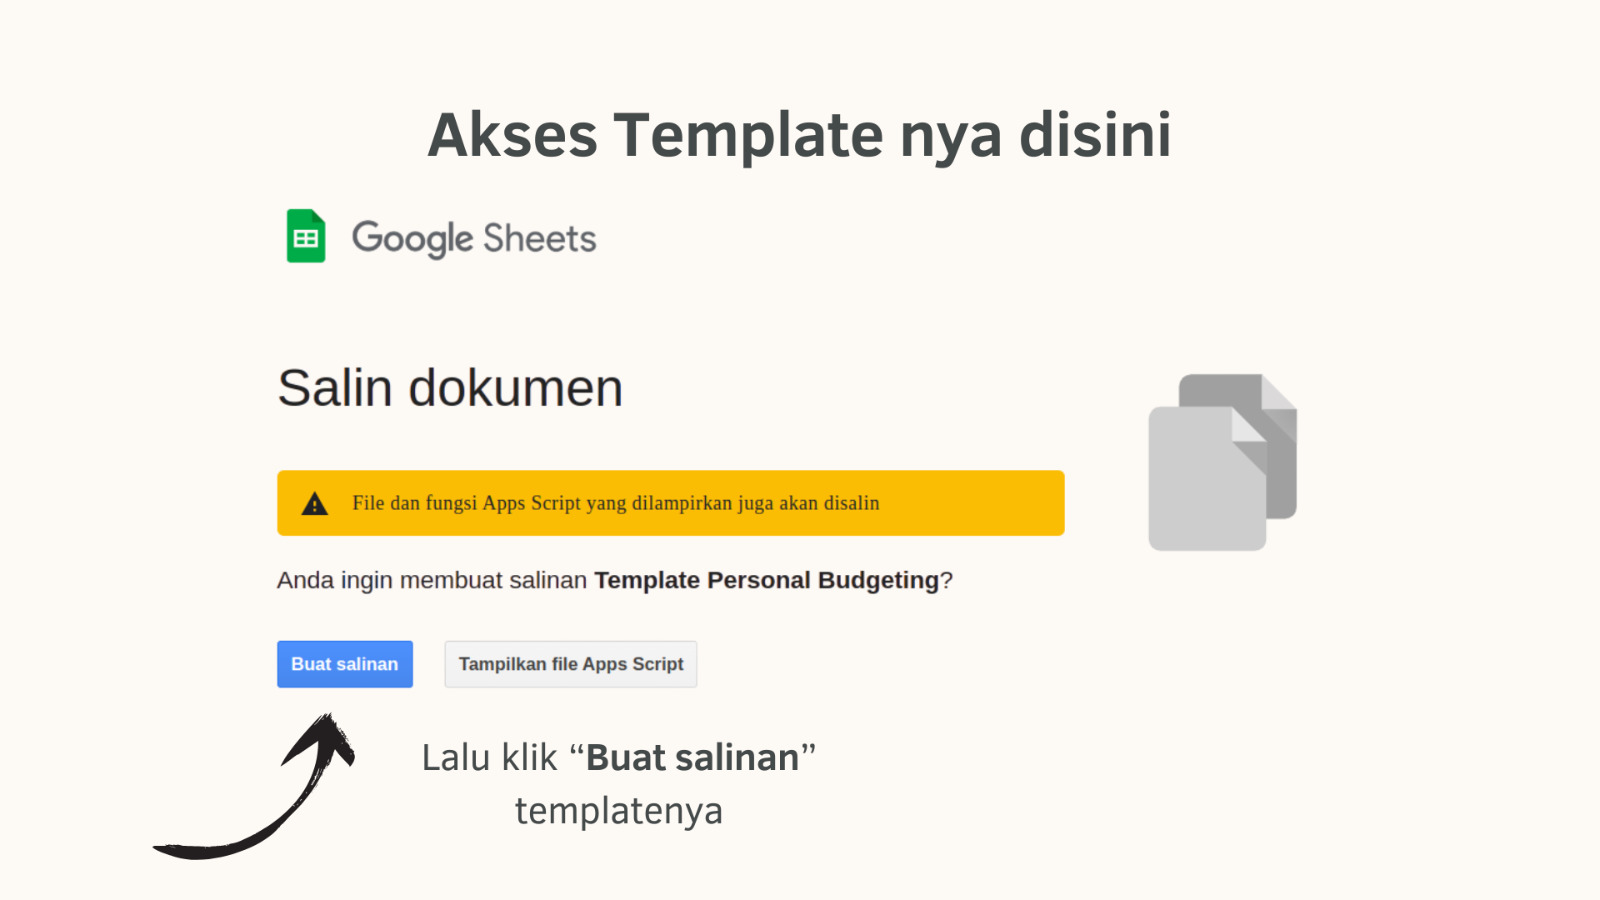 Akses Template nya disini
Google Sheets
Salin dokumen
File dan fungsi Apps Script yang dilampirkan juga akan disalin
Anda ingin membuat salinan Template Personal Budgeting?
Buat salinan
Tampilkan file Apps Script
Lalu klik “Buat salinan”
templatenya